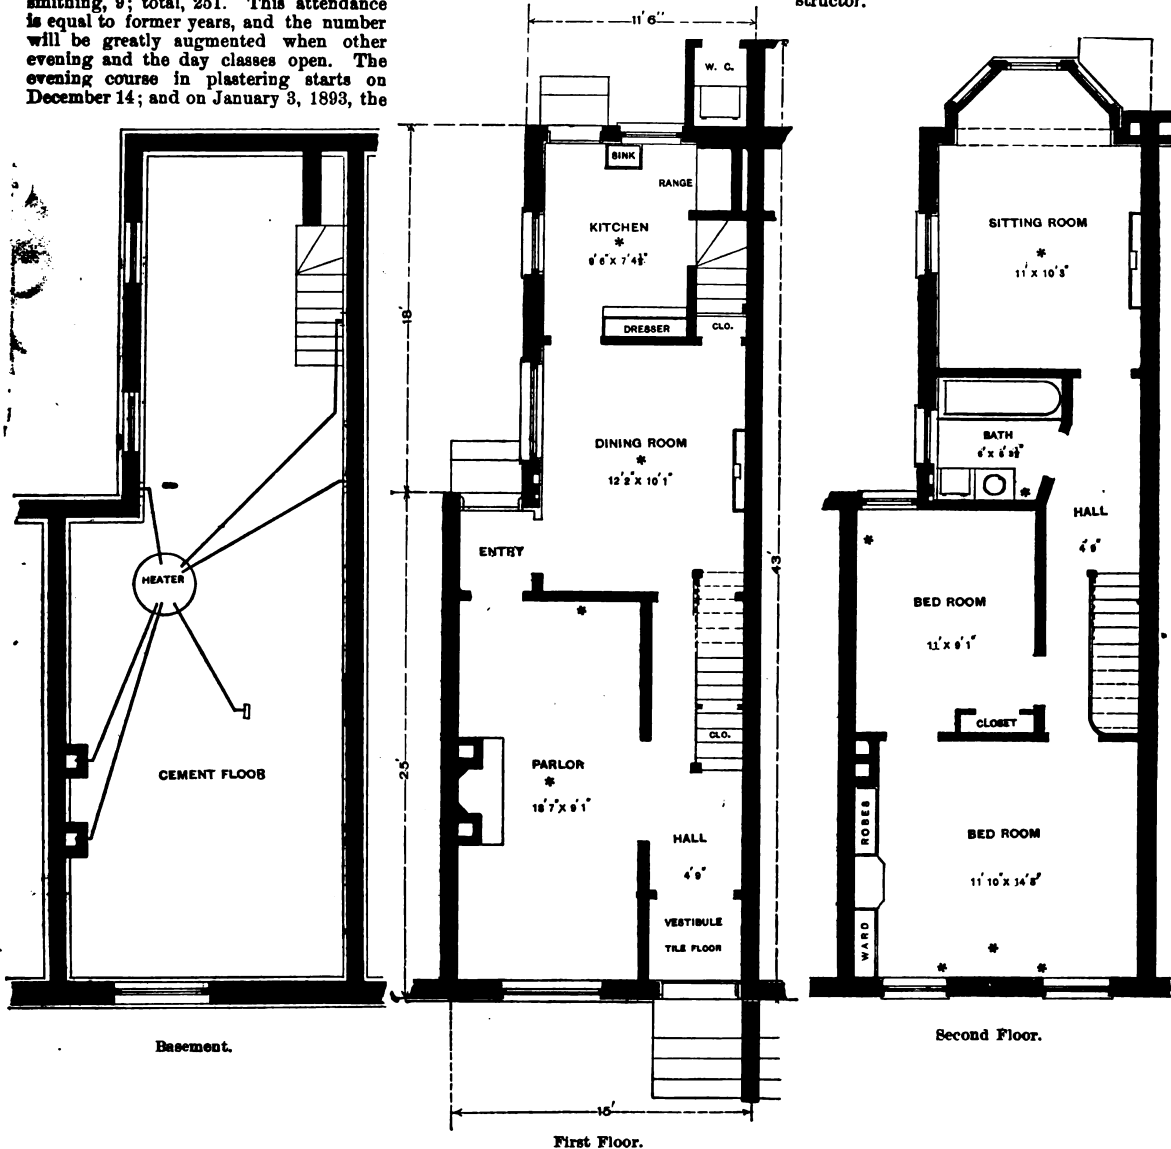 smithing, 9; total, 251. This attendance
is equal to former years, and the number
will be greatly augmented when other
evening and the day classes open. The
evening course in plastering starts on
December 14; and on January 3, 1893, the
structor.
HEATER
CEMENT FLOOR
Basement.
11'6"
W. C.
SINK
RANGE
KITCHEN
*
9'6" X 7'4½"
DRESSER
CLO.
18'
DINING ROOM
*
12'2" X 10'1"
ENTRY
*
43'
CLO.
25'
PARLOR
*
18'7" X 9'1"
HALL
4'9"
VESTIBULE
TILE FLOOR
15'
First Floor.
SITTING ROOM
*
11' X 10'3"
BATH
*
HALL
4'9"
*
BED ROOM
11' X 9'1"
CLOSET
ROBES
BED ROOM
11'10" X 14'8"
WARD
*
*
*
Second Floor.